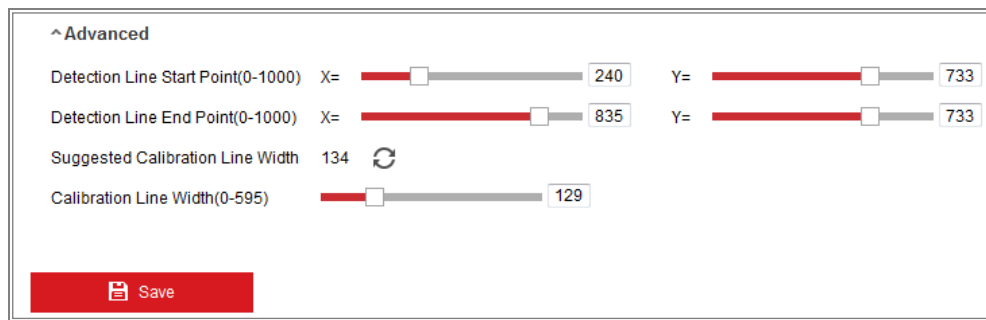 Advanced
Detection Line Start Point(0-1000) X= 240 Y= 733
Detection Line End Point(0-1000) X= 835 Y= 733
Suggested Calibration Line Width 134
Calibration Line Width(0-595) 129
Save